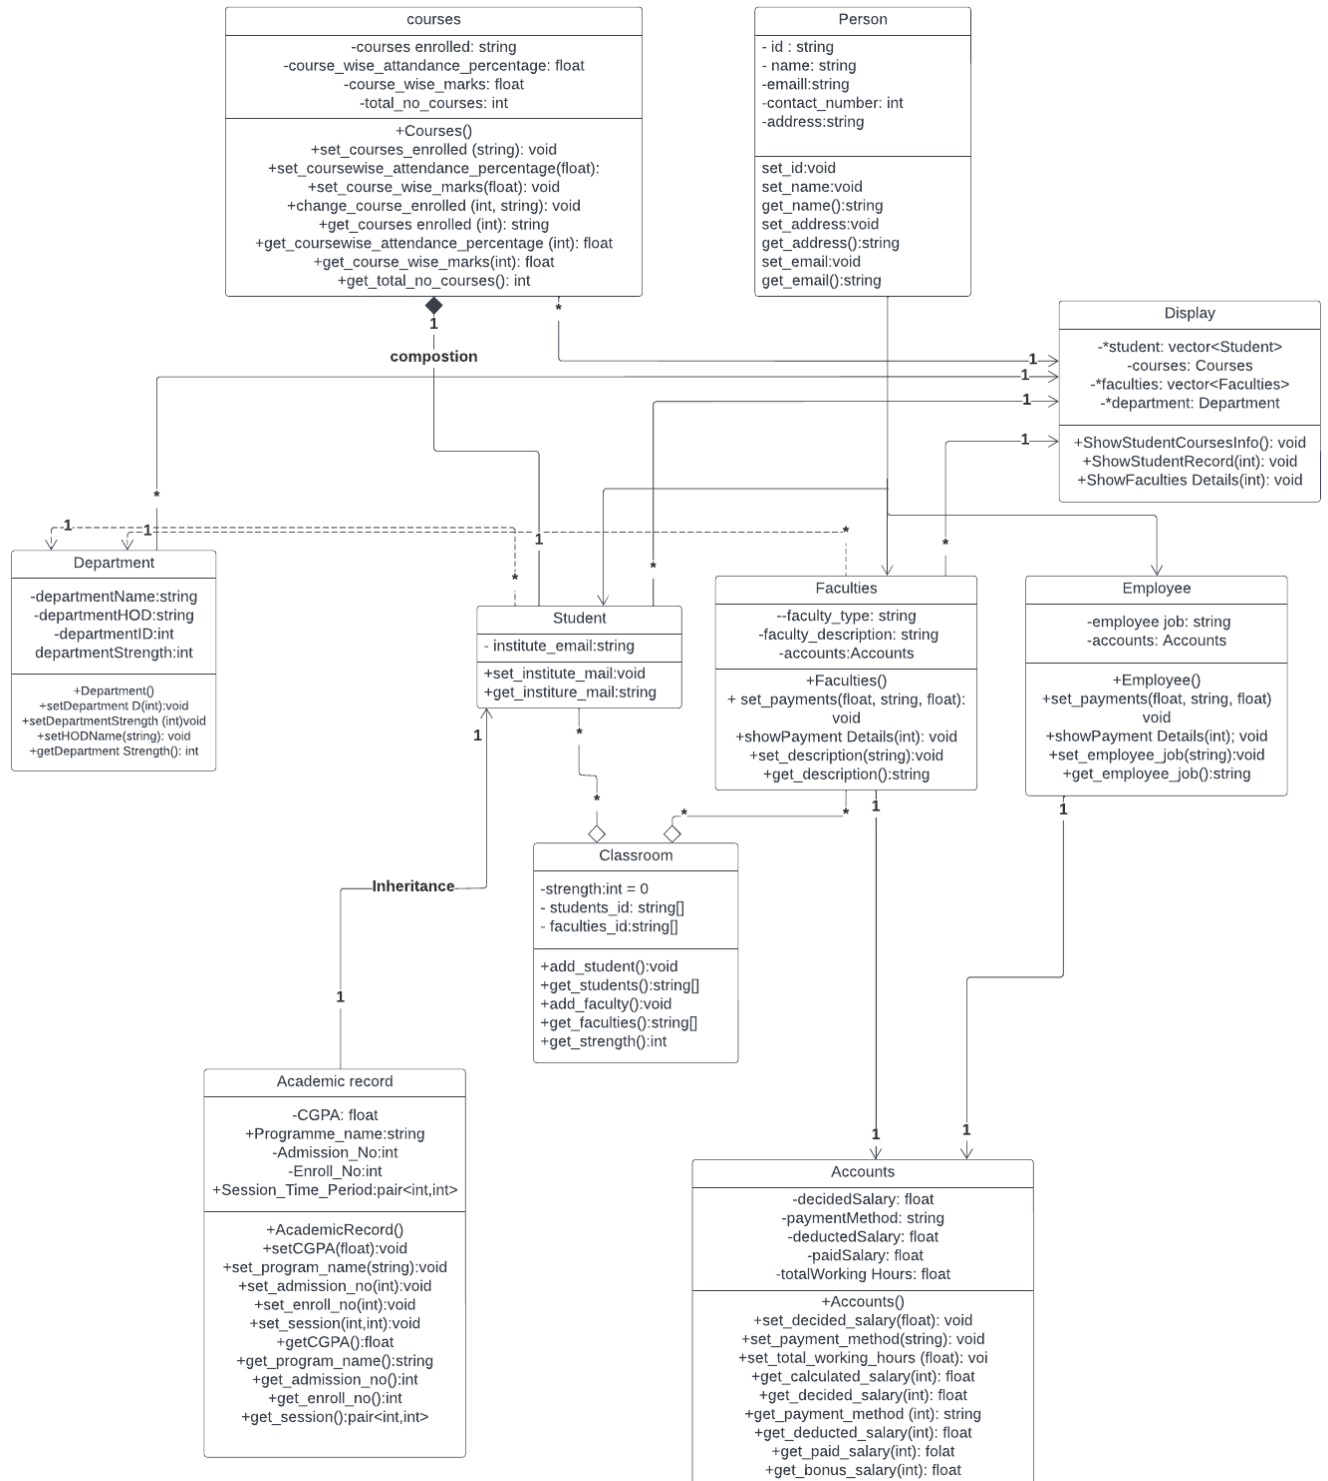 courses
-courses enrolled: string
-course_wise_attandance_percentage: float
-course_wise_marks: float
-total_no_courses: int
+Courses()
+set_courses_enrolled (string): void
+set_coursewise_attendance_percentage(float):
+set_course_wise_marks(float): void
+change_course_enrolled (int, string): void
+get_courses enrolled (int): string
+get_coursewise_attendance_percentage (int): float
+get_course_wise_marks(int): float
+get_total_no_courses(): int
Person
- id : string
- name: string
-emaill:string
-contact_number: int
-address:string
set_id:void
set_name:void
get_name():string
set_address:void
get_address():string
set_email:void
get_email():string
Display
-*student: vector<Student>
-courses: Courses
-*faculties: vector<Faculties>
-*department: Department
+ShowStudentCoursesInfo(): void
+ShowStudentRecord(int): void
+ShowFaculties Details(int): void
1
*
compostion
1
1
1
1
*
1
1
1
*
*
*
*
Department
-departmentName:string
-departmentHOD:string
-departmentID:int
departmentStrength:int
+Department()
+setDepartment D(int):void
+setDepartmentStrength (int)void
+setHODName(string): void
+getDepartment Strength(): int
Student
- institute_email:string
+set_institute_mail:void
+get_institure_mail:string
Faculties
--faculty_type: string
-faculty_description: string
-accounts:Accounts
+Faculties()
+ set_payments(float, string, float):
void
+showPayment Details(int): void
+set_description(string):void
+get_description():string
Employee
-employee job: string
-accounts: Accounts
+Employee()
+set_payments(float, string, float)
void
+showPayment Details(int); void
+set_employee_job(string):void
+get_employee_job():string
1
*
*
*
*
1
1
Classroom
-strength:int = 0
- students_id: string[]
- faculties_id:string[]
+add_student():void
+get_students():string[]
+add_faculty():void
+get_faculties():string[]
+get_strength():int
Inheritance
1
1
1
Academic record
-CGPA: float
+Programme_name:string
-Admission_No:int
-Enroll_No:int
+Session_Time_Period:pair<int,int>
+AcademicRecord()
+setCGPA(float):void
+set_program_name(string):void
+set_admission_no(int):void
+set_enroll_no(int):void
+set_session(int,int):void
+getCGPA():float
+get_program_name():string
+get_admission_no():int
+get_enroll_no():int
+get_session():pair<int,int>
Accounts
-decidedSalary: float
-paymentMethod: string
-deductedSalary: float
-paidSalary: float
-totalWorking Hours: float
+Accounts()
+set_decided_salary(float): void
+set_payment_method(string): void
+set_total_working_hours (float): voi
+get_calculated_salary(int): float
+get_decided_salary(int): float
+get_payment_method (int): string
+get_deducted_salary(int): float
+get_paid_salary(int): folat
+get_bonus_salary(int): float